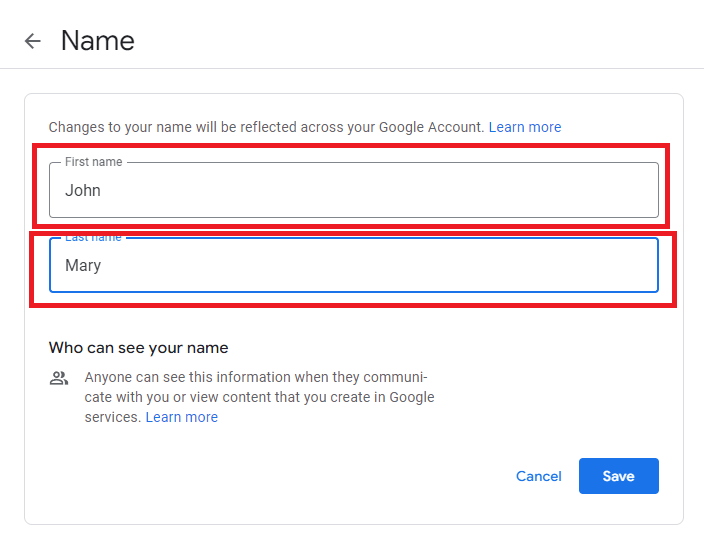 Name
Changes to your name will be reflected across your Google Account. Learn more
First name
John
Last name
Mary
Who can see your name
Anyone can see this information when they communi-
cate with you or view content that you create in Google
services. Learn more
Cancel Save